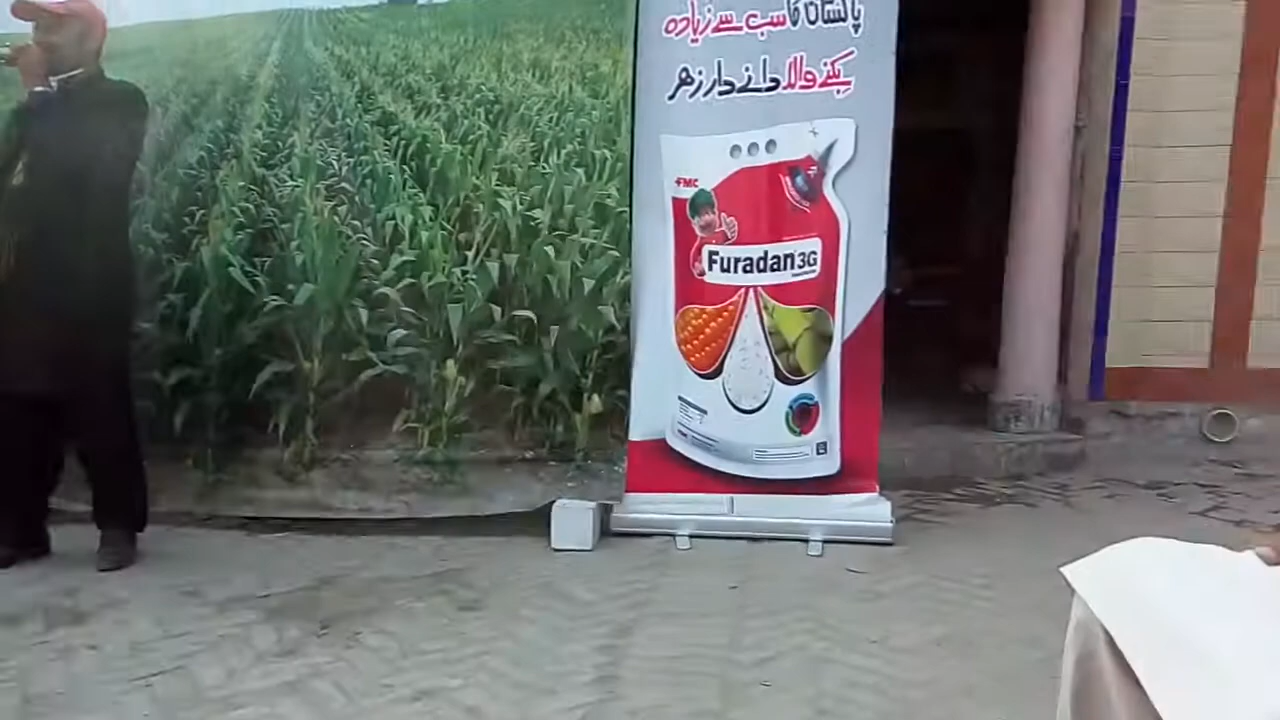 پاکستان کا سب سے زیادہ
بکنے والا دانے دار زہر
FMC
Furadan 3G